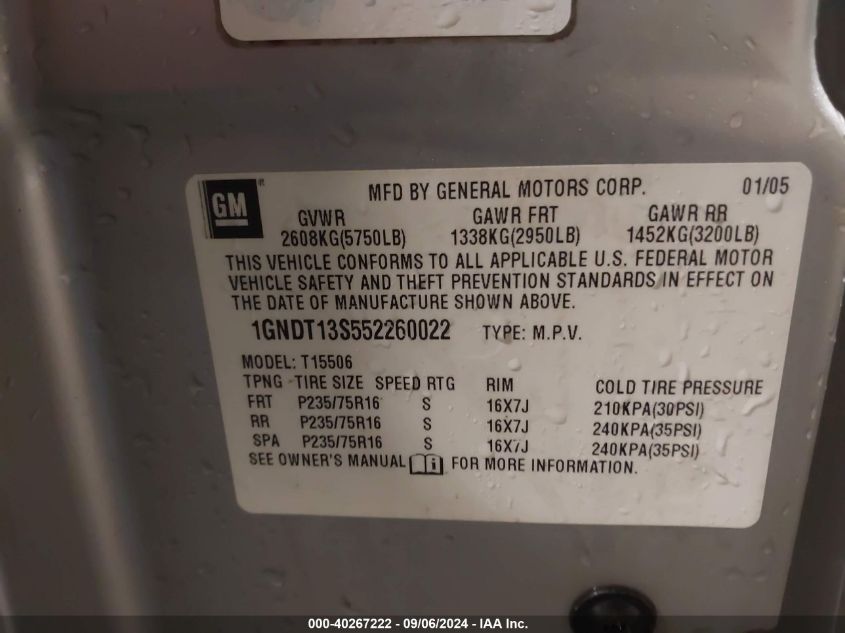 GM
MFD BY GENERAL MOTORS CORP. 01/05
GVWR GAWR FRT GAWR RR
2608KG(5750LB) 1338KG(2950LB) 1452KG(3200LB)
THIS VEHICLE CONFORMS TO ALL APPLICABLE U.S. FEDERAL MOTOR
VEHICLE SAFETY AND THEFT PREVENTION STANDARDS IN EFFECT ON
THE DATE OF MANUFACTURE SHOWN ABOVE.
1GNDT13S552260022 TYPE: M.P.V.
MODEL: T15506
TPNG TIRE SIZE SPEED RTG RIM COLD TIRE PRESSURE
FRT P235/75R16 S 16X7J 210KPA(30PSI)
RR P235/75R16 S 16X7J 240KPA(35PSI)
SPA P235/75R16 S 16X7J 240KPA(35PSI)
SEE OWNER'S MANUAL FOR MORE INFORMATION.
000-40267222 - 09/06/2024 - IAA Inc.